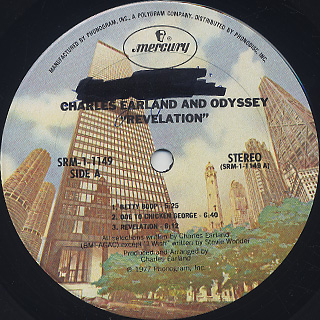 MANUFACTURED BY PHONOGRAM, INC., A POLYGRAM COMPANY, DISTRIBUTED BY PHONODISC, INC.
mercury
CHARLES EARLAND AND ODYSSEY
"REVELATION"
SRM-1-1149
SIDE A
STEREO
(SRM-1-1149 A)
1. BETTY BOOP - 5:25
2. ODE TO CHICKEN GEORGE - 6:40
3. REVELATION - 6:12
All selections written by Charles Earland
(BMI-AGAC) except "I Wish" written by Stevie Wonder
Produced and Arranged by
Charles Earland
℗ 1977 Phonogram, Inc.